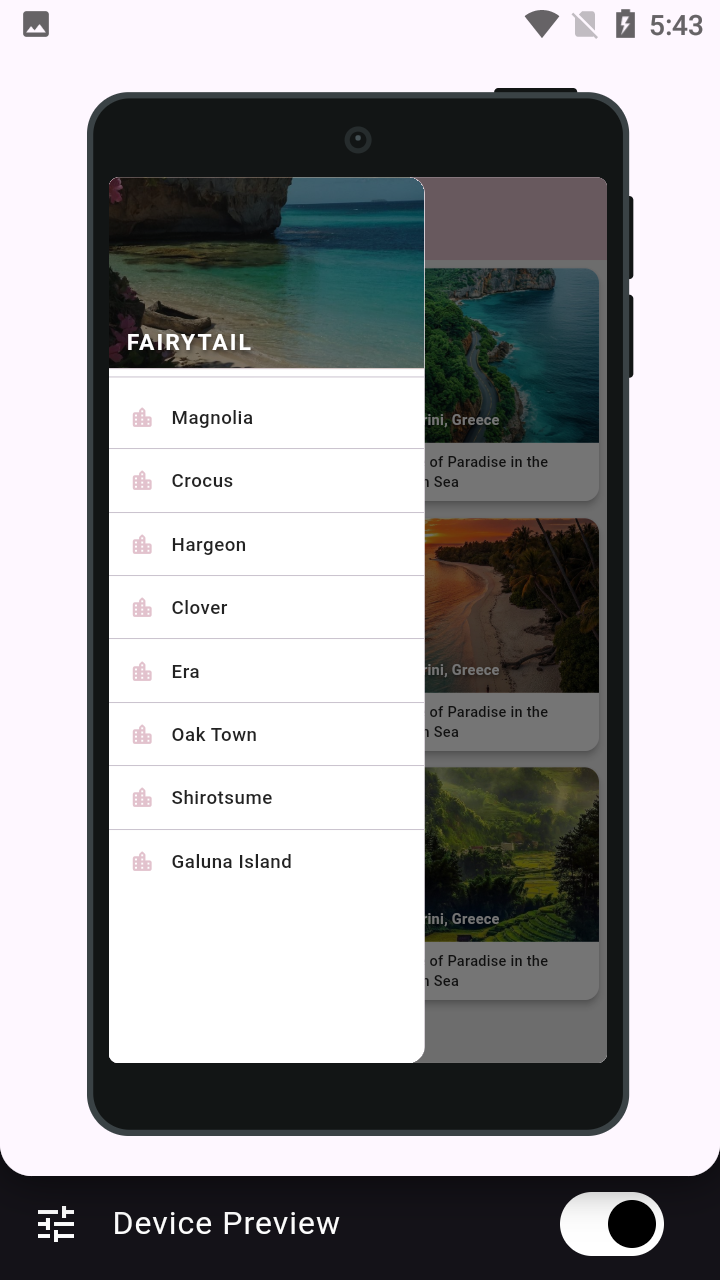 5:43
FAIRYTAIL
Magnolia
Crocus
Hargeon
Clover
Era
Oak Town
Shirotsume
Galuna Island
rini, Greece
of Paradise in the
n Sea
rini, Greece
of Paradise in the
n Sea
rini, Greece
of Paradise in the
n Sea
Device Preview